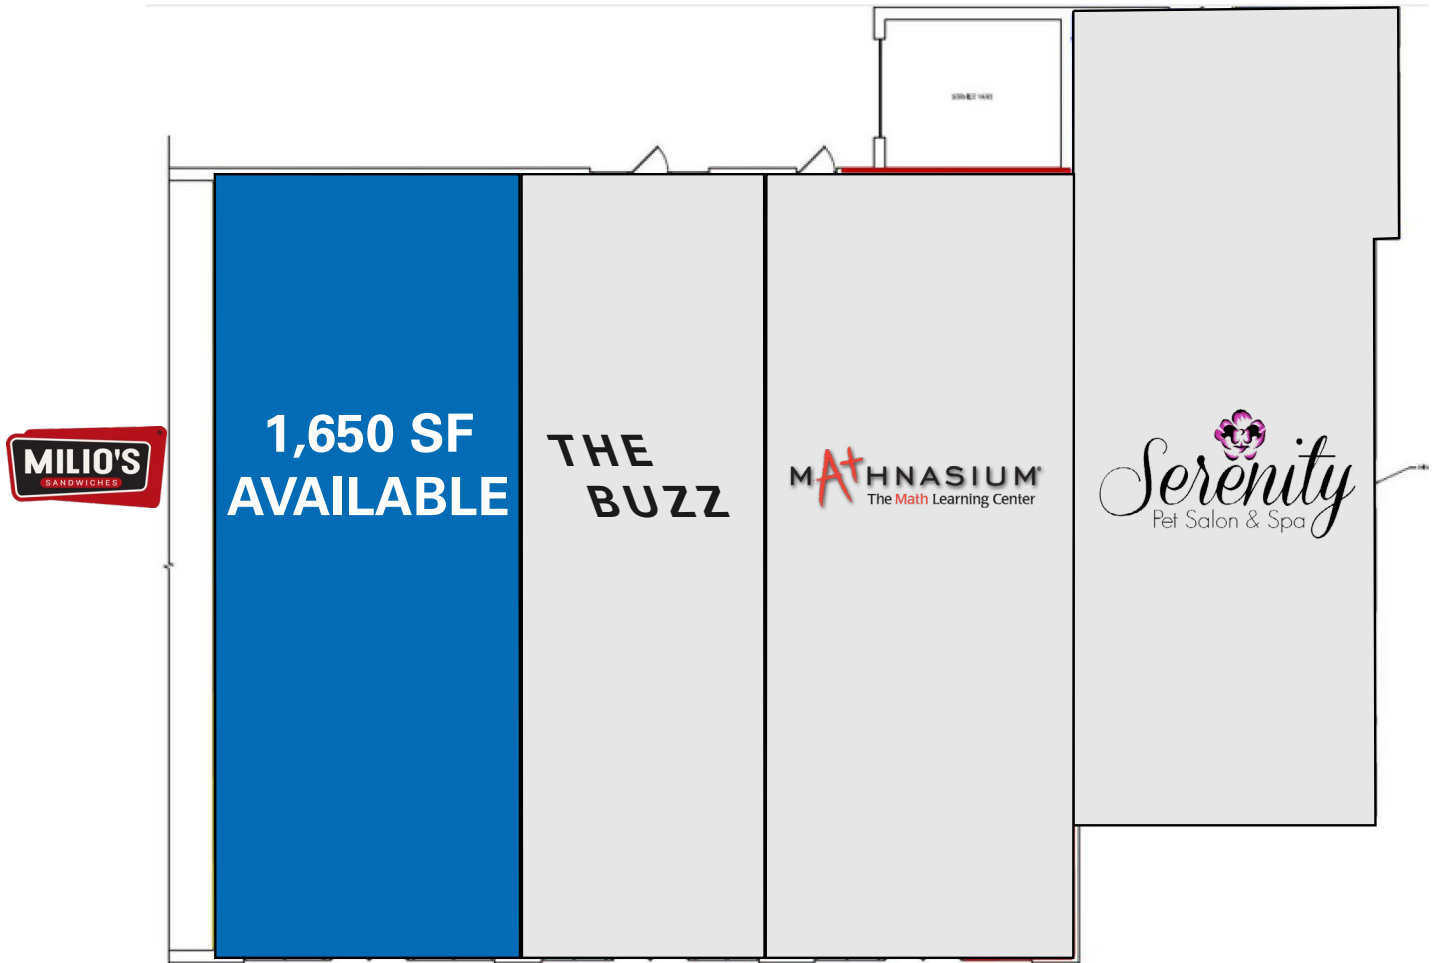 MILIO'S
SANDWICHES
1,650 SF
AVAILABLE
THE
BUZZ
MATHNASIUM®
The Math Learning Center
Serenity
Pet Salon & Spa